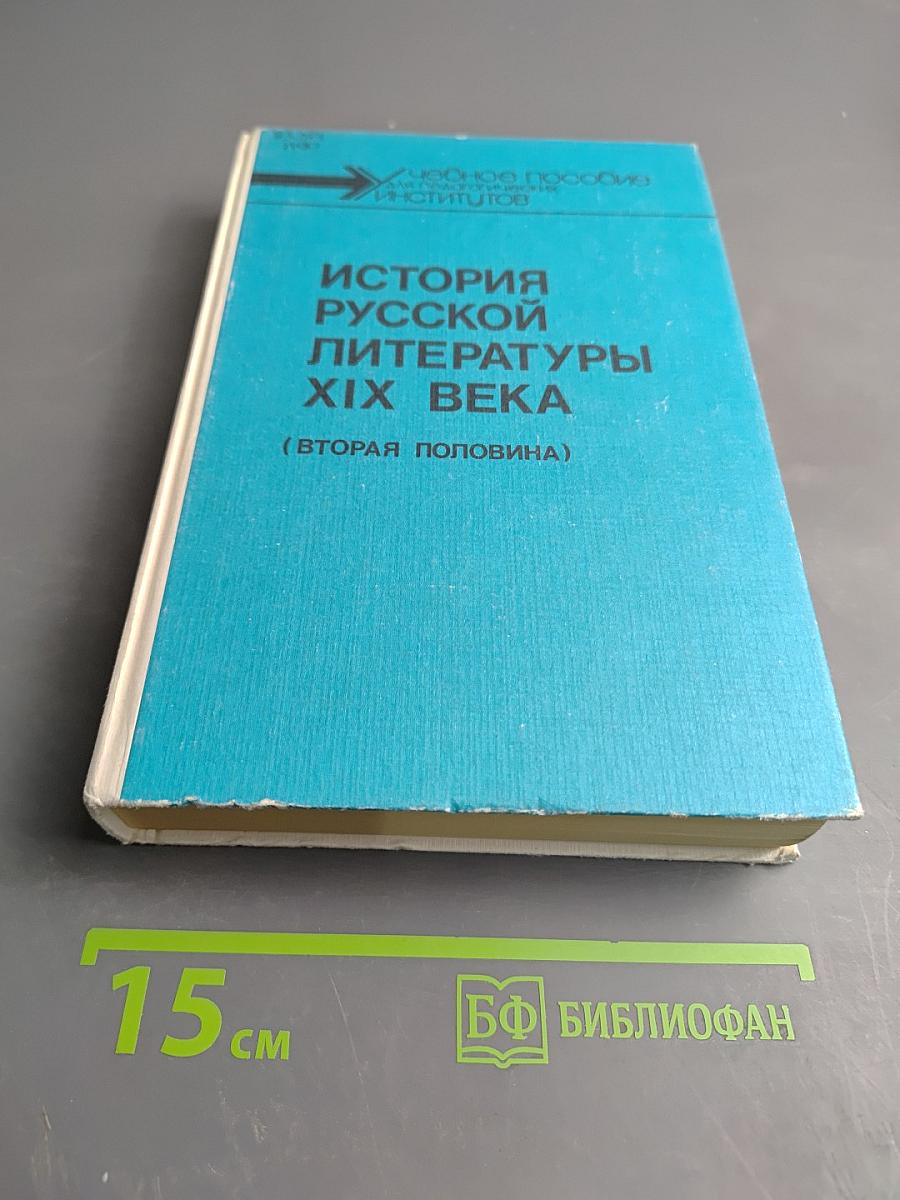 Учебное пособие
для педагогических
институтов
ИСТОРИЯ
РУССКОЙ
ЛИТЕРАТУРЫ
XIX ВЕКА
(ВТОРАЯ ПОЛОВИНА)
15 см
БФ БИБЛИОФАН